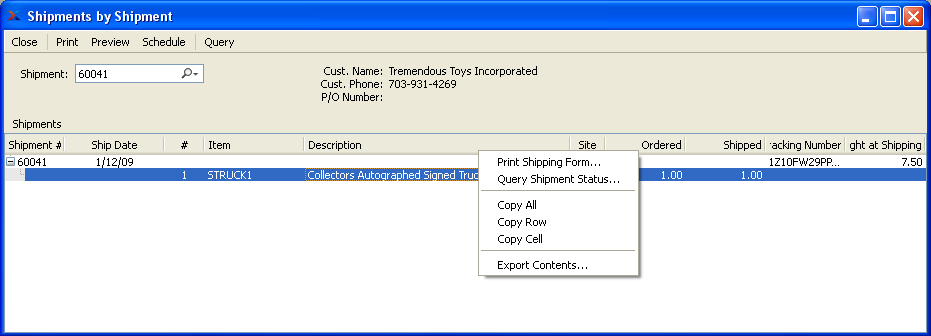 Shipments by Shipment
Close Print Preview Schedule Query
Shipment: 60041
Cust. Name: Tremendous Toys Incorporated
Cust. Phone: 703-931-4269
P/O Number:
Shipments
Shipment # Ship Date # Item Description Site Ordered Shipped racking Number ght at Shipping
60041 1/12/09 1Z10FW29PP... 7.50
1 STRUCK1 Collectors Autographed Signed Truc 1.00 1.00
Print Shipping Form...
Query Shipment Status...
Copy All
Copy Row
Copy Cell
Export Contents...